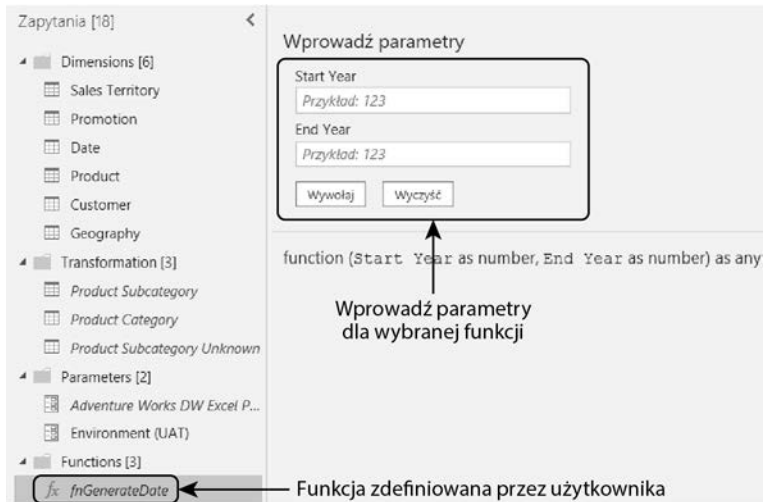 Zapytania [18]
Dimensions [6]
Sales Territory
Promotion
Date
Product
Customer
Geography
Transformation [3]
Product Subcategory
Product Category
Product Subcategory Unknown
Parameters [2]
Adventure Works DW Excel P...
Environment (UAT)
Functions [3]
fx fnGenerateDate
Wprowadź parametry
Start Year
Przykład: 123
End Year
Przykład: 123
Wywołaj Wyczyść
function (Start Year as number, End Year as number) as any
Wprowadź parametry
dla wybranej funkcji
Funkcja zdefiniowana przez użytkownika